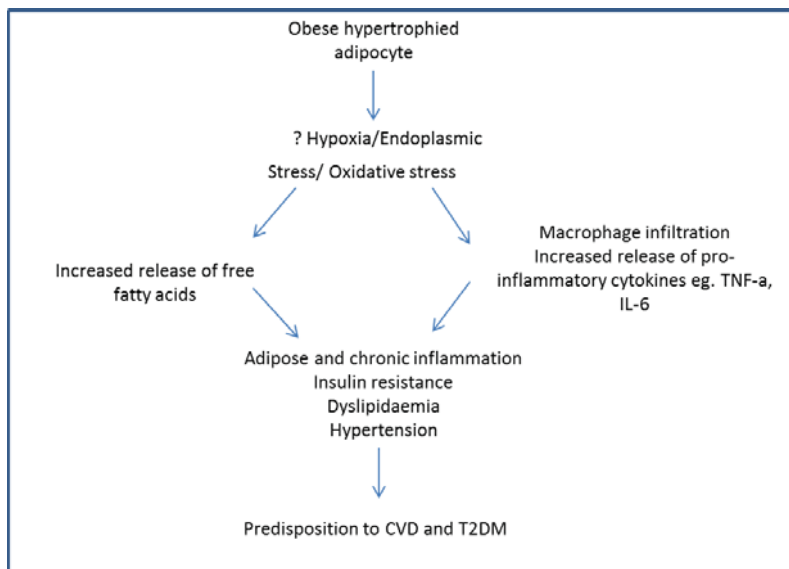 Obese hypertrophied
adipocyte
? Hypoxia/Endoplasmic
Stress/ Oxidative stress
Increased release of free
fatty acids
Macrophage infiltration
Increased release of pro-
inflammatory cytokines eg. TNF-a,
IL-6
Adipose and chronic inflammation
Insulin resistance
Dyslipidaemia
Hypertension
Predisposition to CVD and T2DM